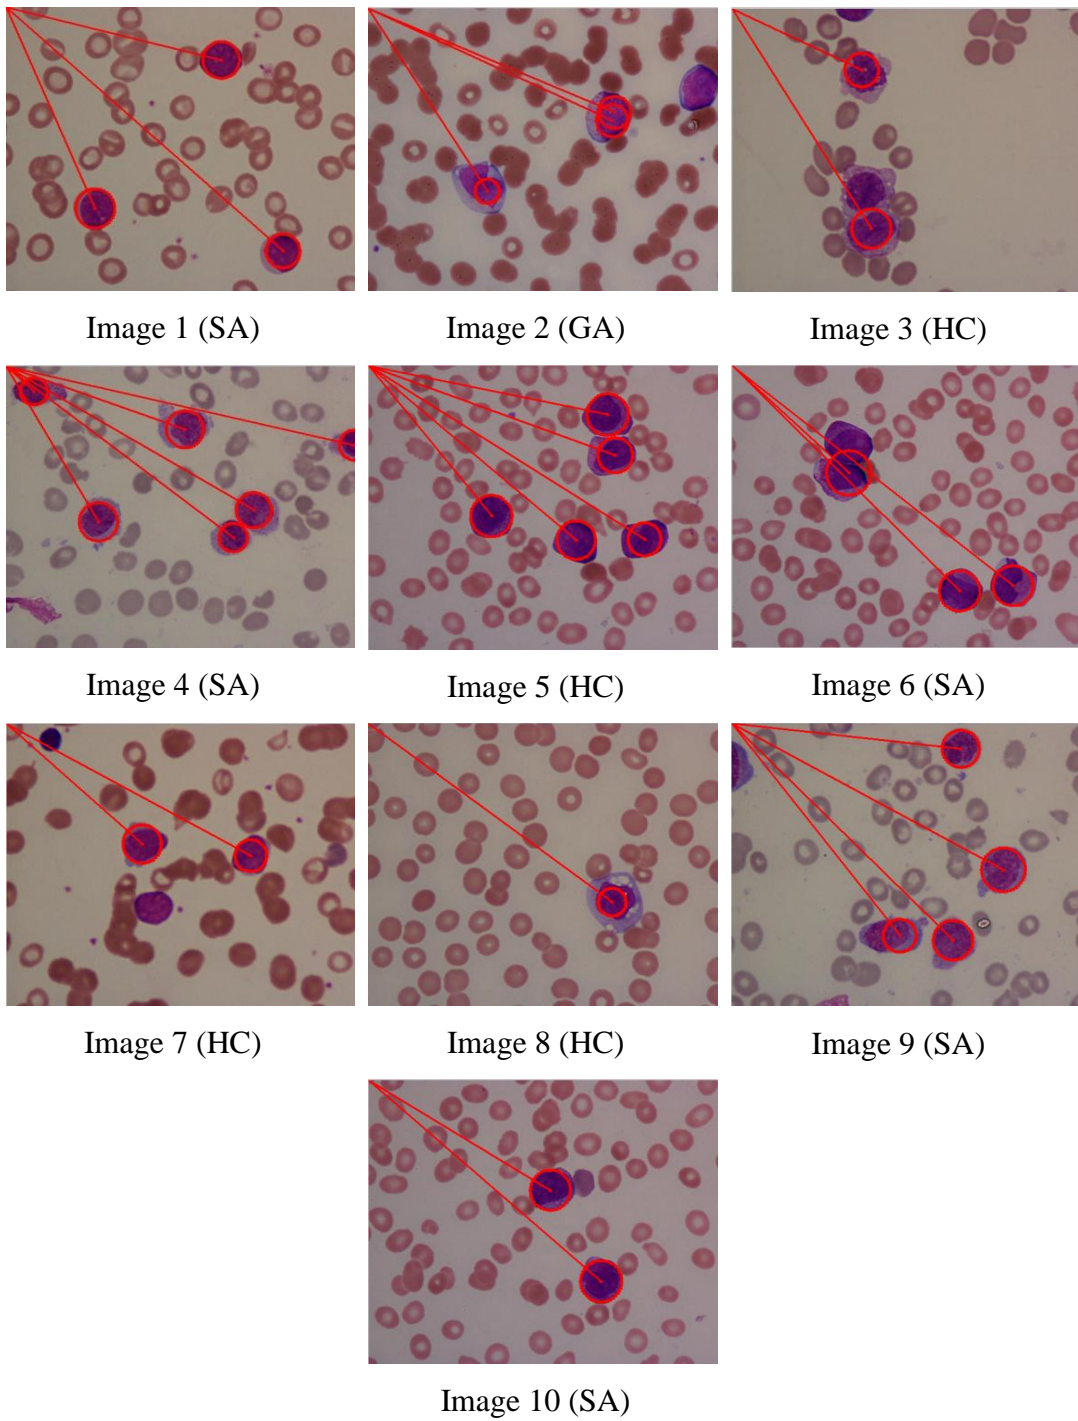 Image 1 (SA)
Image 2 (GA)
Image 3 (HC)
Image 4 (SA)
Image 5 (HC)
Image 6 (SA)
Image 7 (HC)
Image 8 (HC)
Image 9 (SA)
Image 10 (SA)